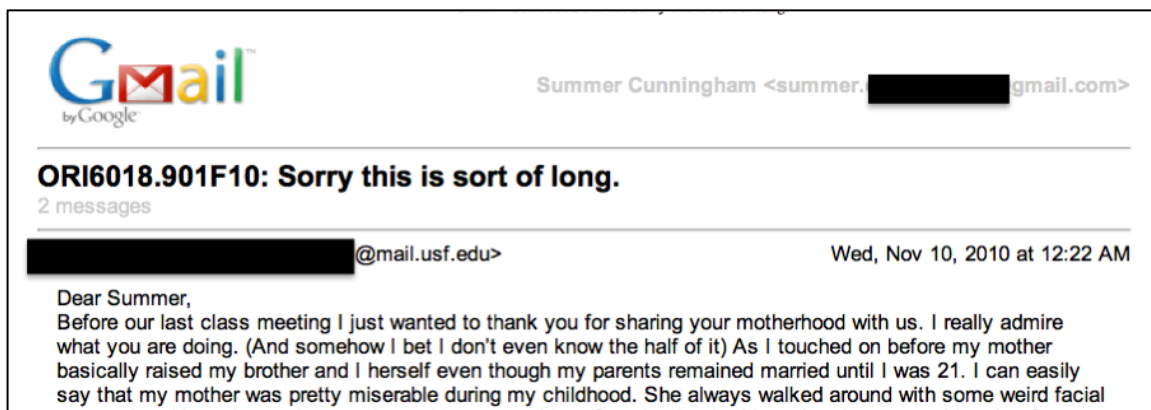 Gmail™
by Google
Summer Cunningham <summer. gmail.com>
ORI6018.901F10: Sorry this is sort of long.
2 messages
@mail.usf.edu>
Wed, Nov 10, 2010 at 12:22 AM
Dear Summer,
Before our last class meeting I just wanted to thank you for sharing your motherhood with us. I really admire
what you are doing. (And somehow I bet I don't even know the half of it) As I touched on before my mother
basically raised my brother and I herself even though my parents remained married until I was 21. I can easily
say that my mother was pretty miserable during my childhood. She always walked around with some weird facial